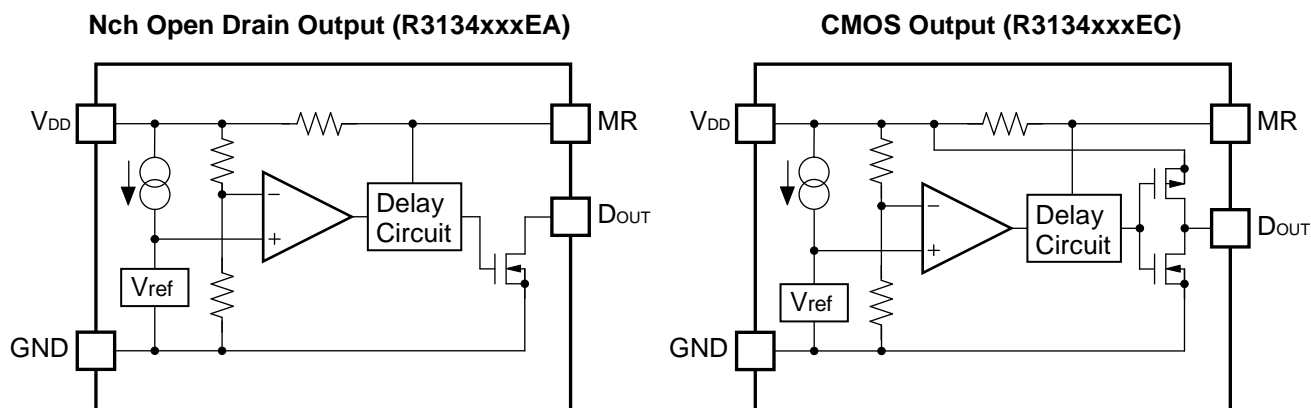 Nch Open Drain Output (R3134xxxEA)
VDD
MR
−
+
Delay
Circuit
DOUT
Vref
GND
CMOS Output (R3134xxxEC)
VDD
MR
−
+
Delay
Circuit
DOUT
Vref
GND